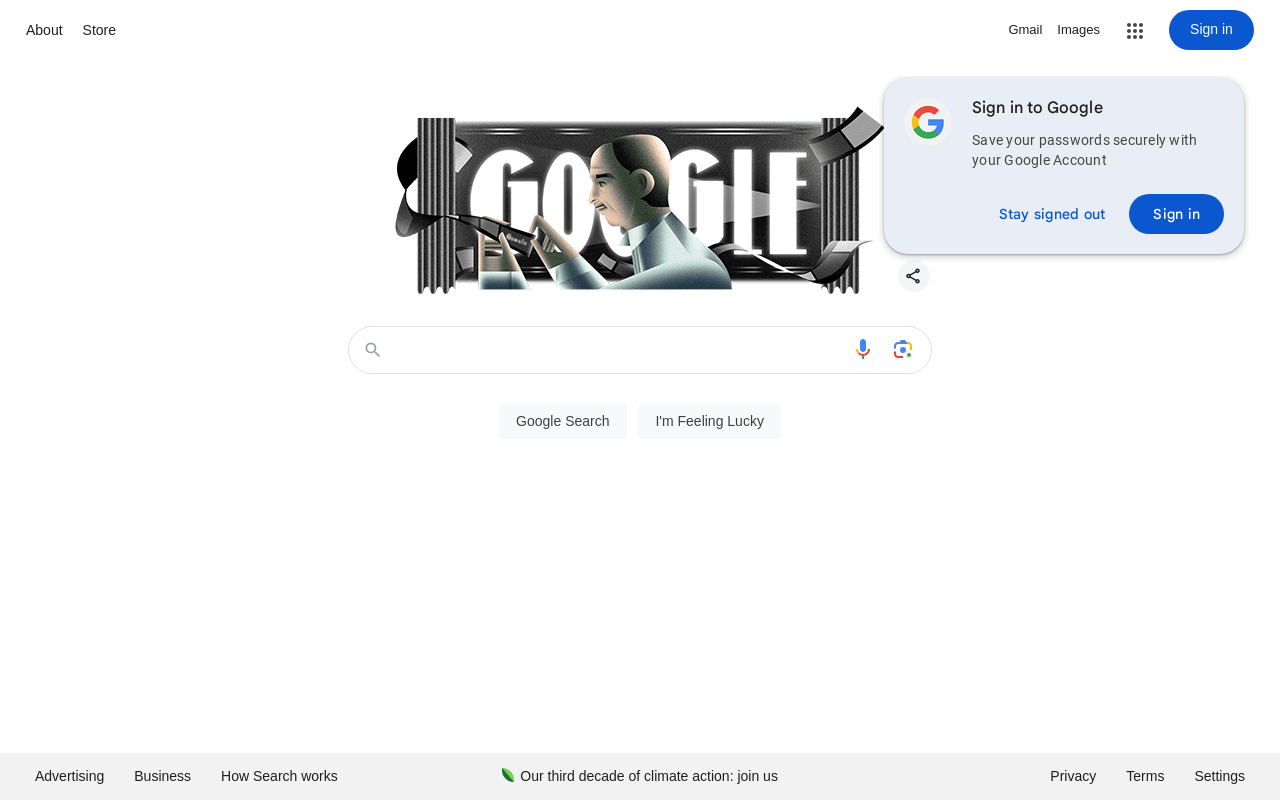 About Store
Gmail Images Sign in
GOOGLE
Sign in to Google
Save your passwords securely with
your Google Account
Stay signed out Sign in
Google Search I'm Feeling Lucky
Advertising Business How Search works
Our third decade of climate action: join us
Privacy Terms Settings